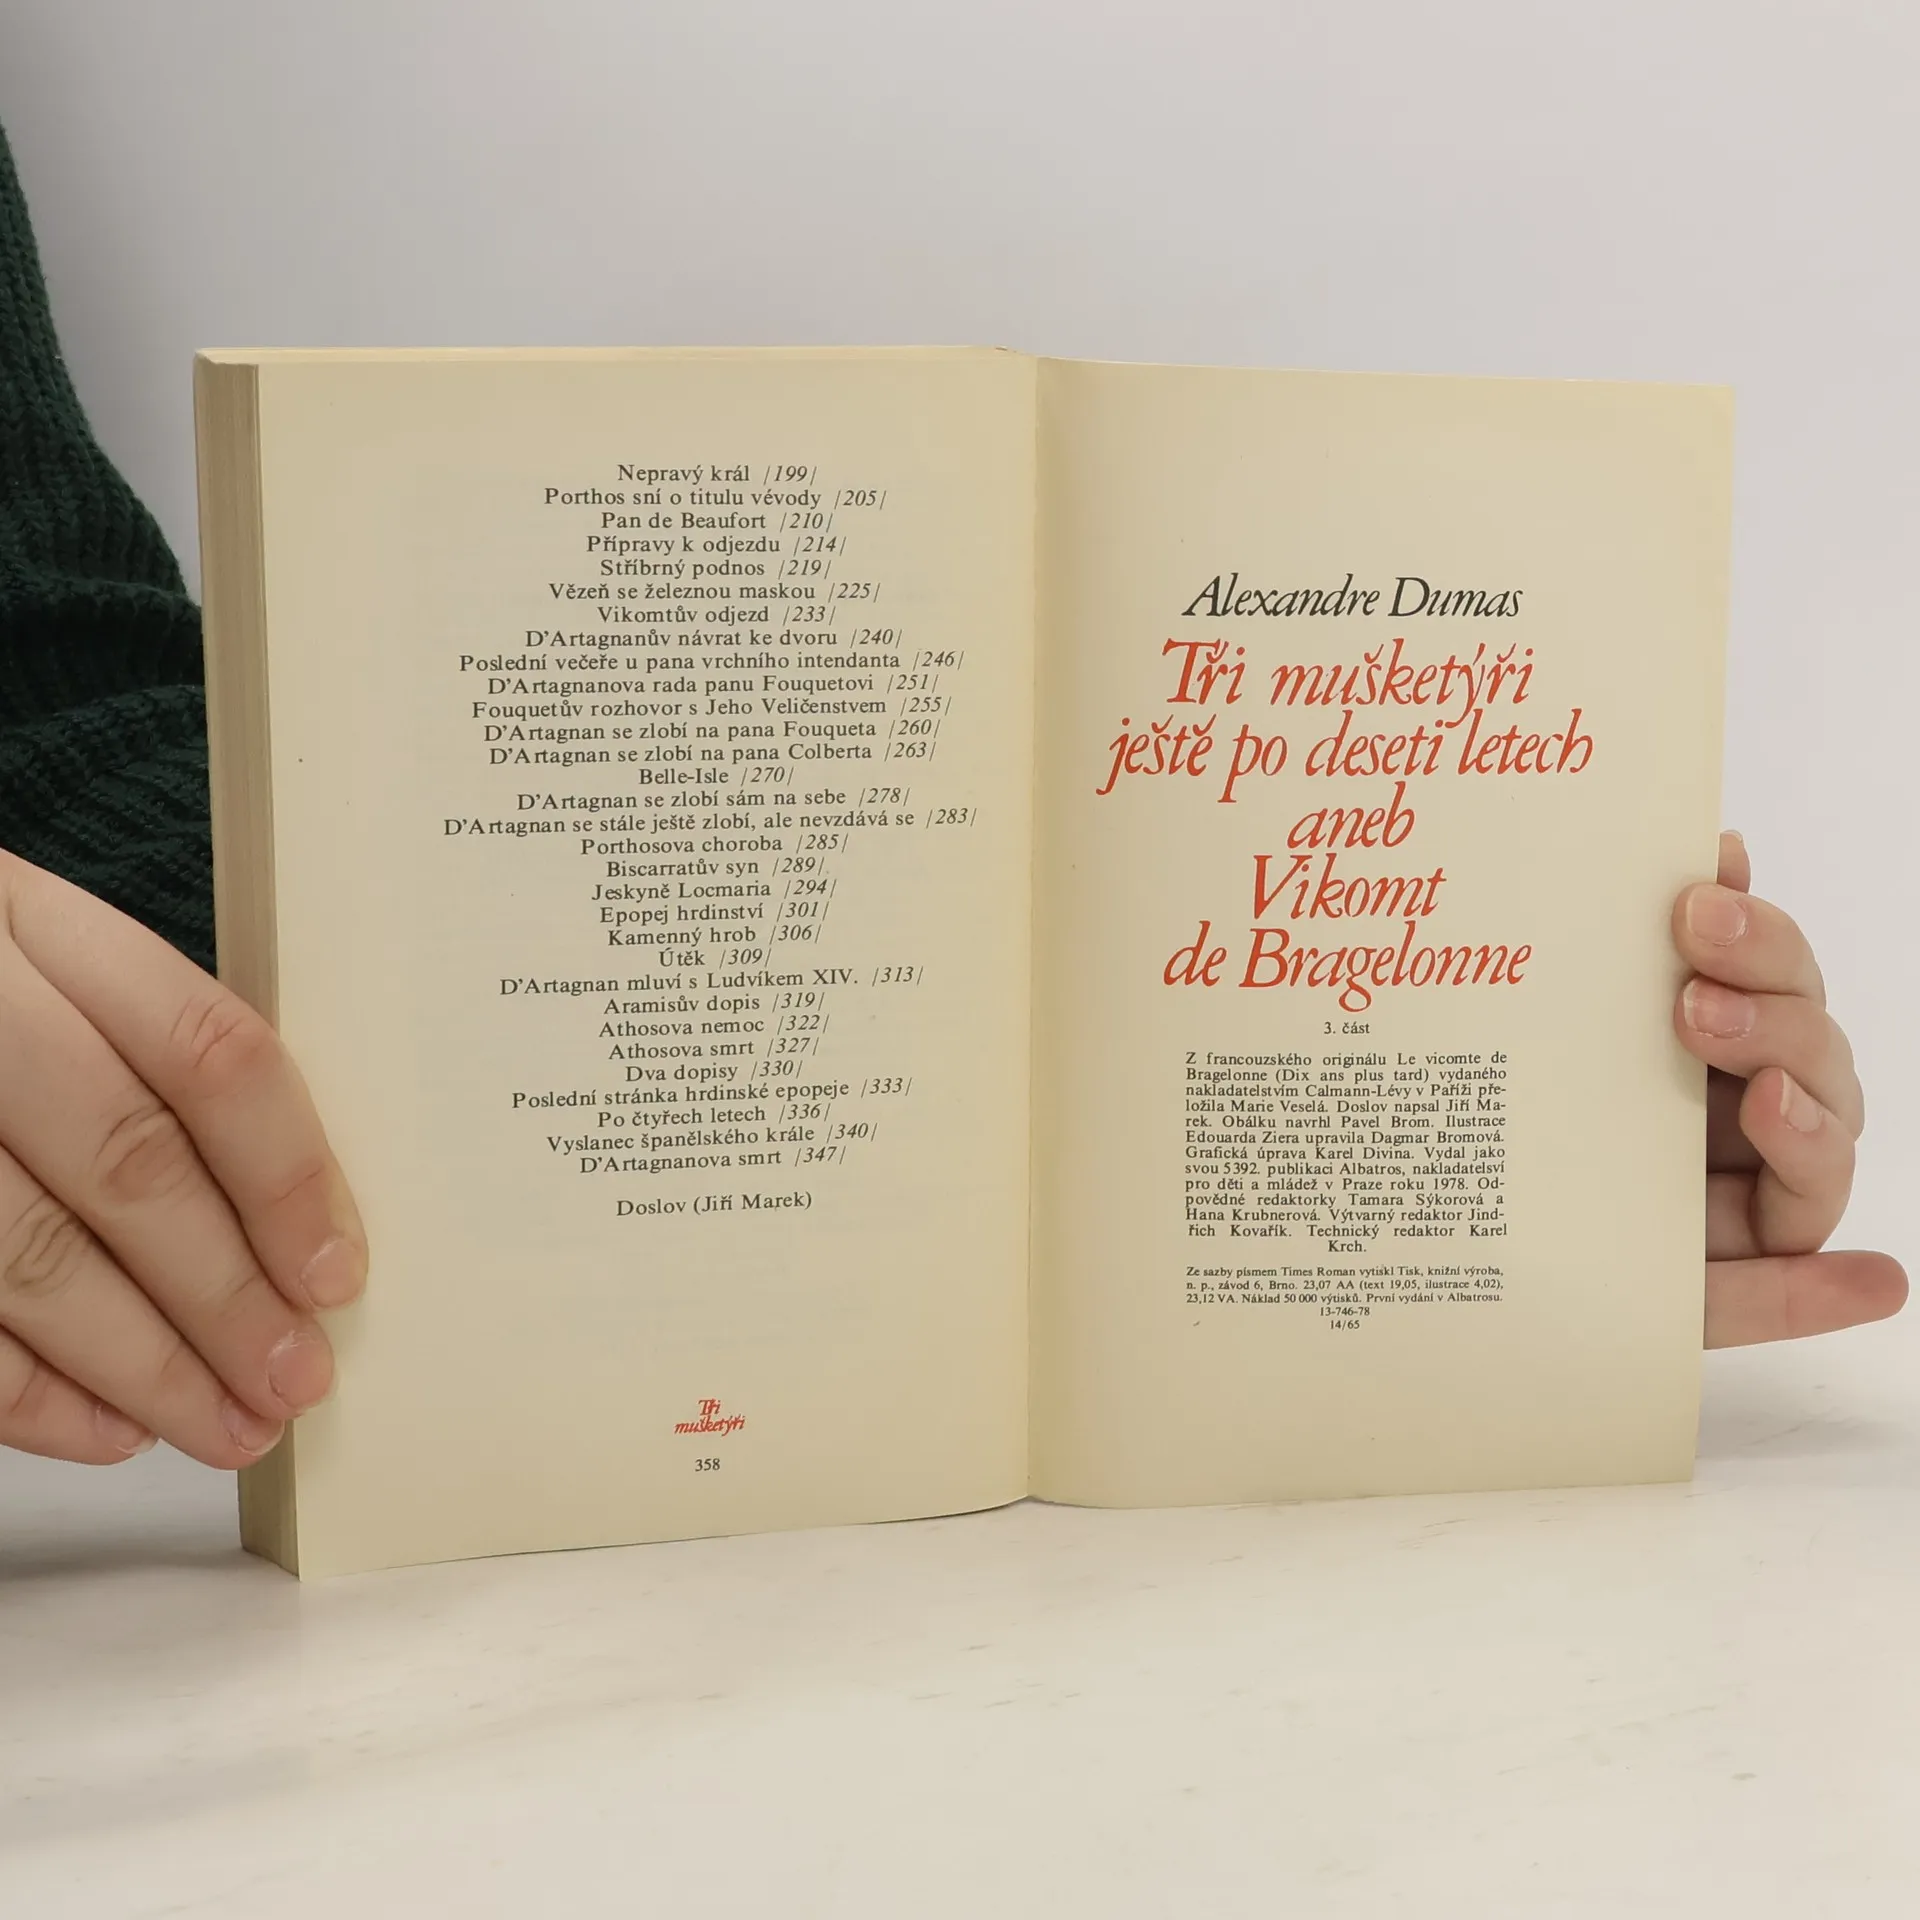 Nepravý král /199/
Porthos sní o titulu vévody /205/
Pan de Beaufort /210/
Přípravy k odjezdu /214/
Stříbrný podnos /219/
Vězeň se železnou maskou /225/
Vikomtův odjezd /233/
D’Artagnanův návrat ke dvoru /240/
Poslední večeře u pana vrchního intendanta /246/
D’Artagnanova rada panu Fouquetovi /251/
Fouquetův rozhovor s Jeho Veličenstvem /255/
D’Artagnan se zlobí na pana Fouqueta /260/
D’Artagnan se zlobí na pana Colberta /263/
Belle-Isle /270/
D’Artagnan se zlobí sám na sebe /278/
D’Artagnan se stále ještě zlobí, ale nevzdává se /283/
Porthosova choroba /285/
Biscarratův syn /289/
Jeskyně Locmaria /294/
Epopej hrdinství /301/
Kamenný hrob /306/
Útěk /309/
D’Artagnan mluví s Ludvíkem XIV. /313/
Aramisův dopis /319/
Athosova nemoc /322/
Athosova smrt /327/
Dva dopisy /330/
Poslední stránka hrdinské epopeje /333/
Po čtyřech letech /336/
Vyslanec španělského krále /340/
D’Artagnanova smrt /347/
Doslov (Jiří Marek)
Tři
mušketýři
358
Alexandre Dumas
Tři mušketýři
ještě po deseti letech
aneb
Vikomt
de Bragelonne
3. část
Z francouzského originálu Le vicomte de
Bragelonne (Dix ans plus tard) vydaného
nakladatelstvím Calmann-Lévy v Paříži pře-
ložila Marie Veselá. Doslov napsal Jiří Ma-
rek. Obálku navrhl Pavel Brom. Ilustrace
Edouarda Ziera upravila Dagmar Bromová.
Grafická úprava Karel Divina. Vydal jako
svou 5392. publikaci Albatros, nakladatelství
pro děti a mládež v Praze roku 1978. Od-
povědné redaktorky Tamara Sýkorová a
Hana Krubnerová. Výtvarný redaktor Jind-
řich Kovařík. Technický redaktor Karel
Krch.
Ze sazby písmem Times Roman vytiskl Tisk, knižní výroba,
n. p., závod 6, Brno. 23,07 AA (text 19,05, ilustrace 4,02),
23,12 VA. Náklad 50 000 výtisků. První vydání v Albatrosu.
13-746-78
14/65